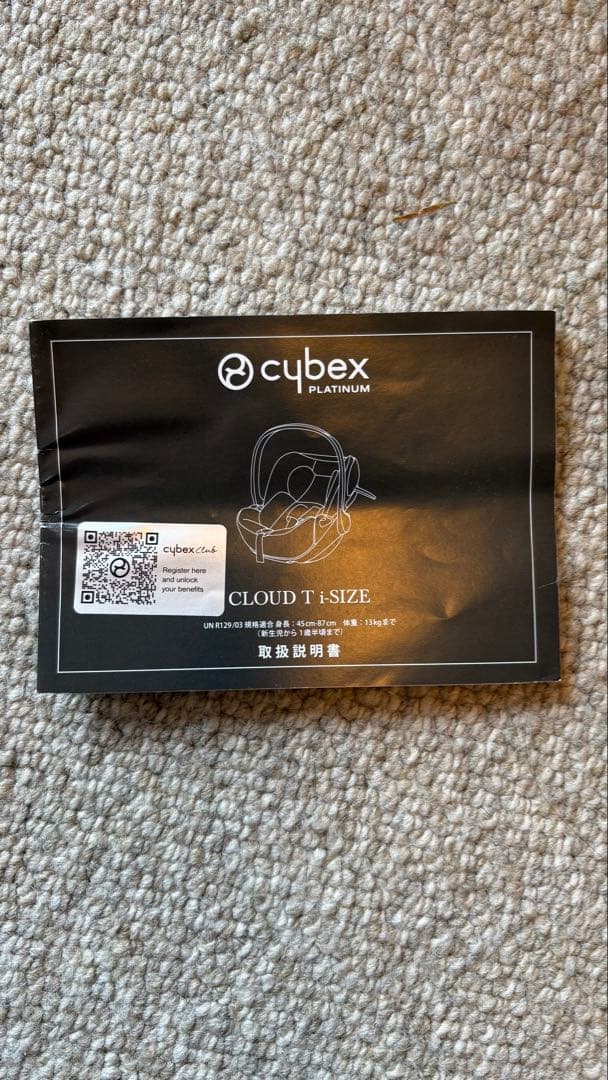 cybex
PLATINUM
cybex club
Register here
and unlock
your benefits
CLOUD T i-SIZE
UN R129/03 規格適合 身長：45cm-87cm 体重：13kgまで
（新生児から1歳半頃まで）
取扱説明書